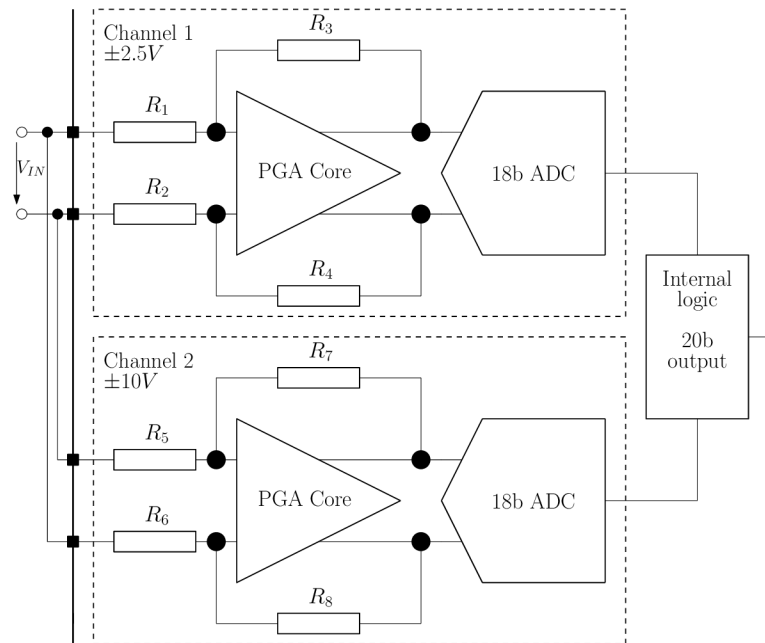 Channel 1
±2.5V
R3
R1
VIN
PGA Core
18b ADC
R2
R4
Internal
logic
20b
output
Channel 2
±10V
R7
R5
PGA Core
18b ADC
R6
R8